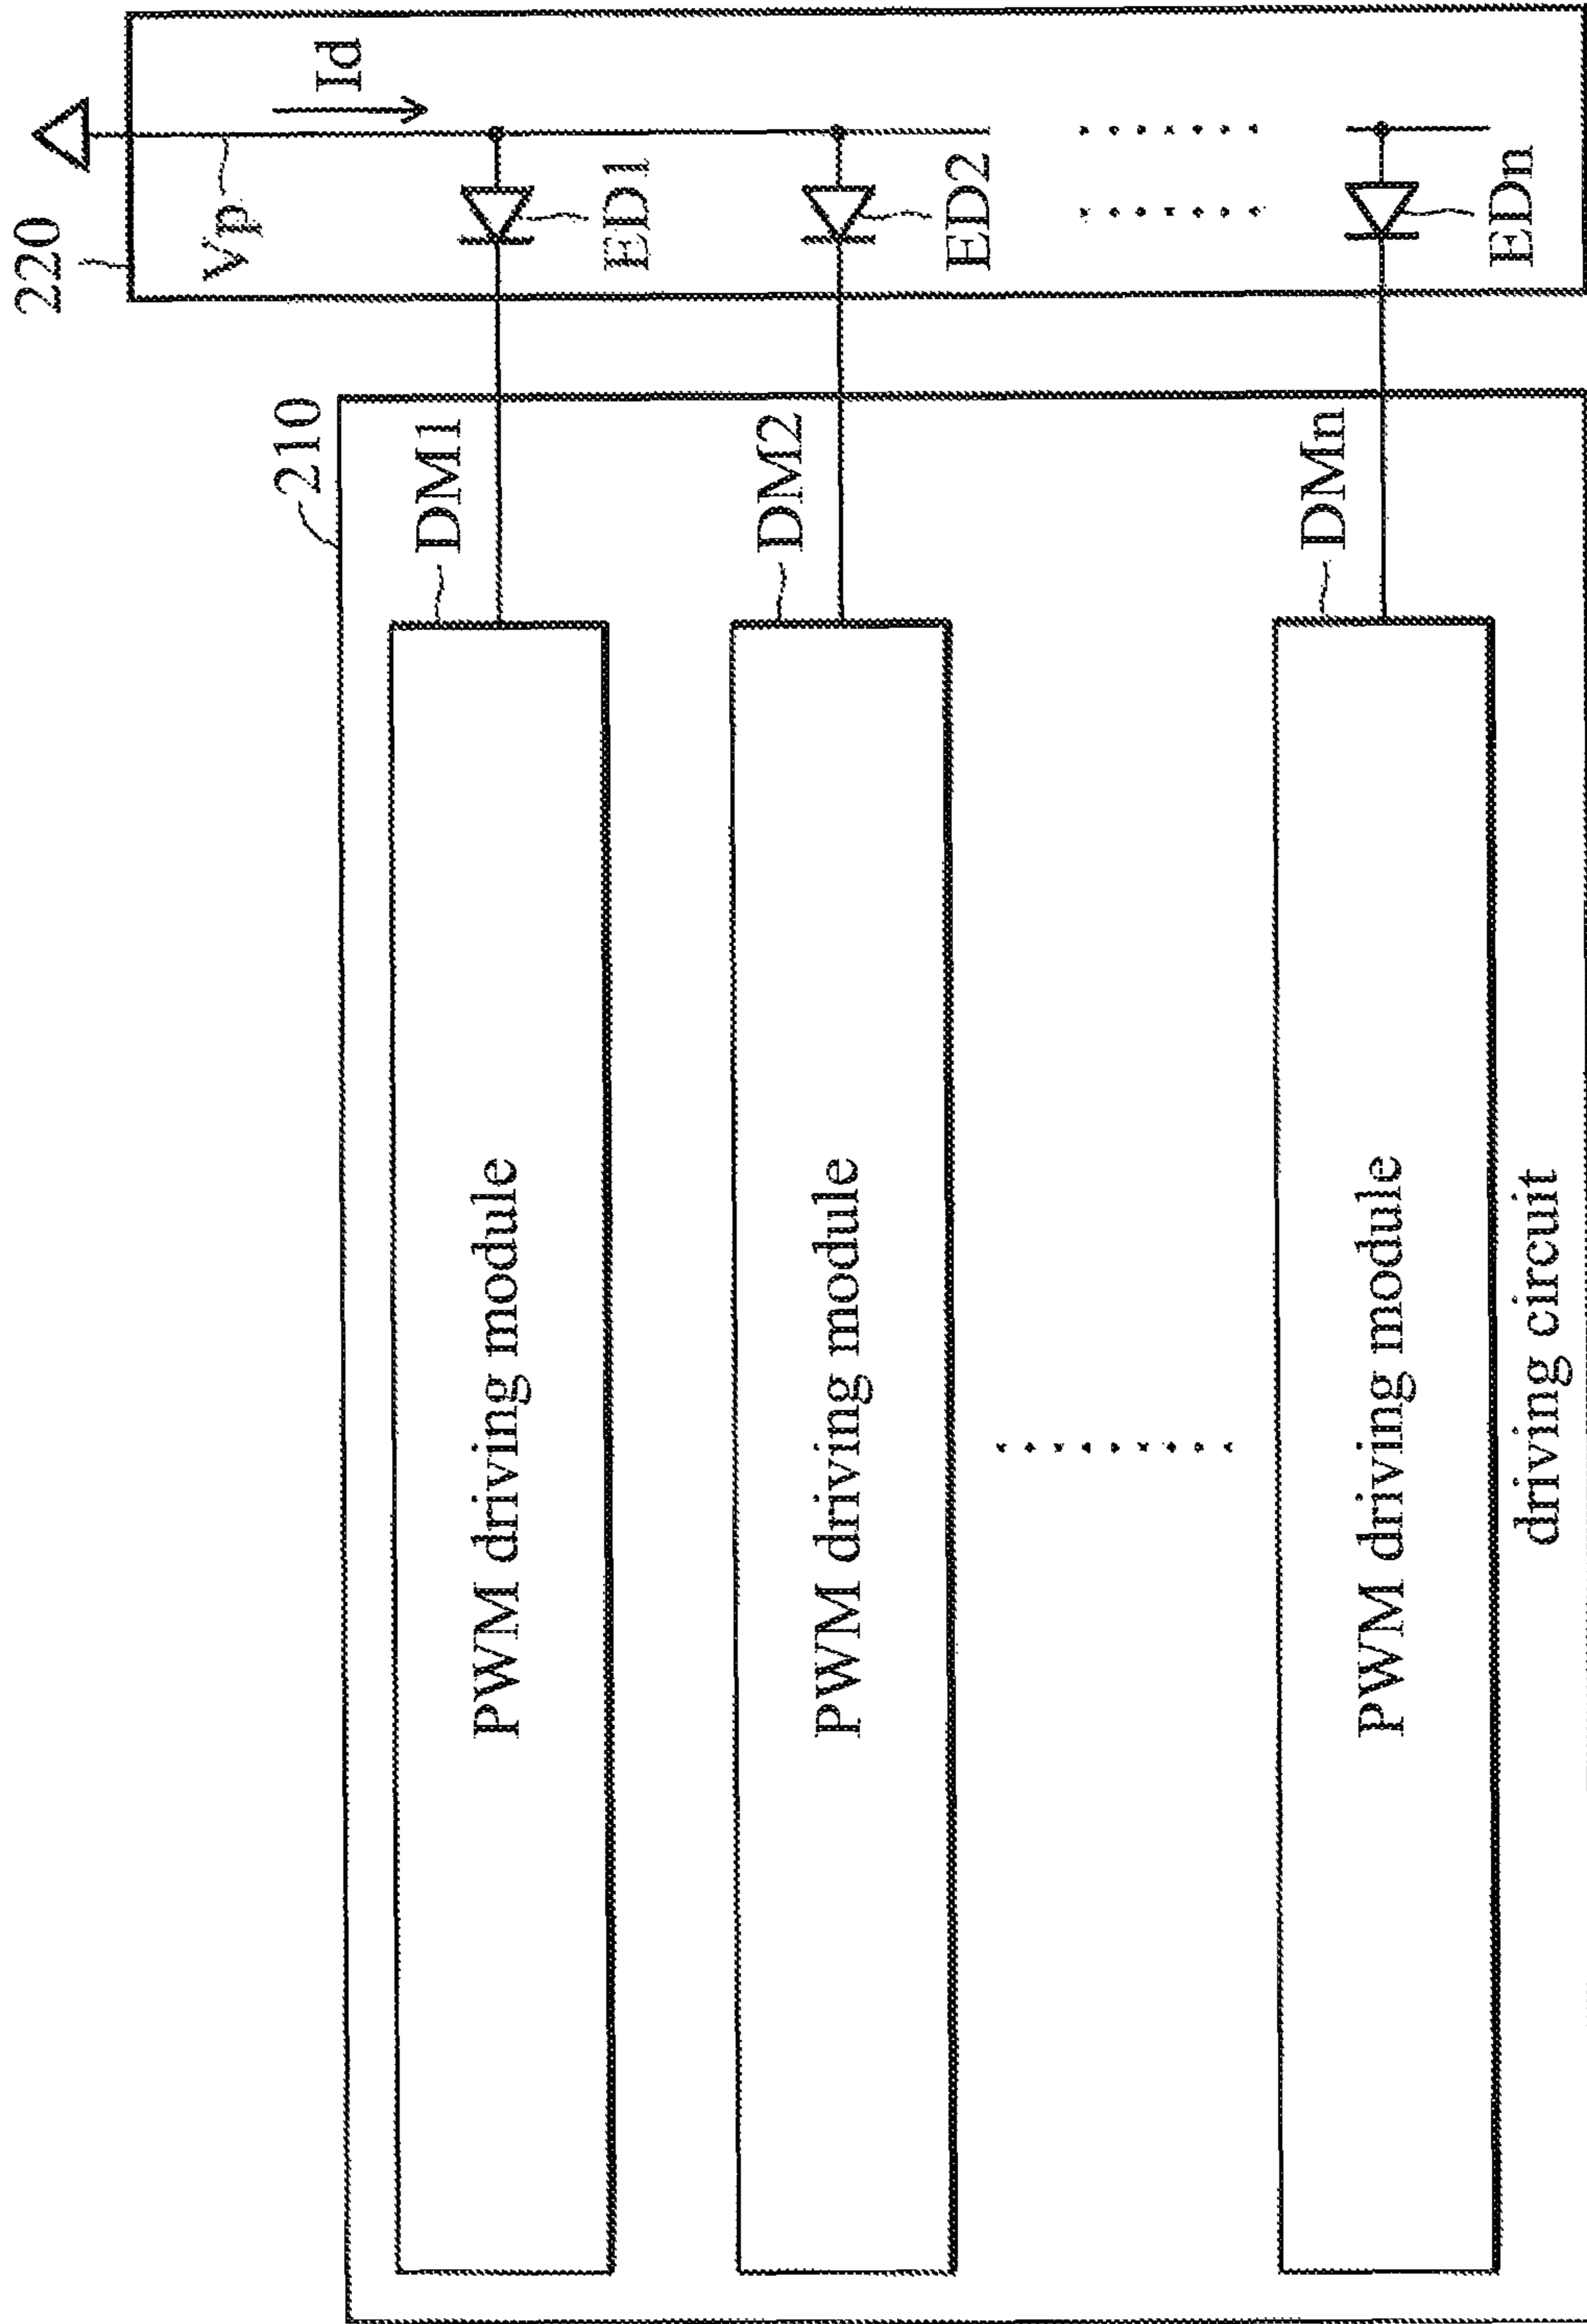 220
Vp
Id
ED1
ED2
EDn
210
DM1
DM2
DMn
PWM driving module
PWM driving module
PWM driving module
driving circuit